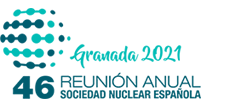 Granada 2021
46 REUNIÓN ANUAL
SOCIEDAD NUCLEAR ESPAÑOLA